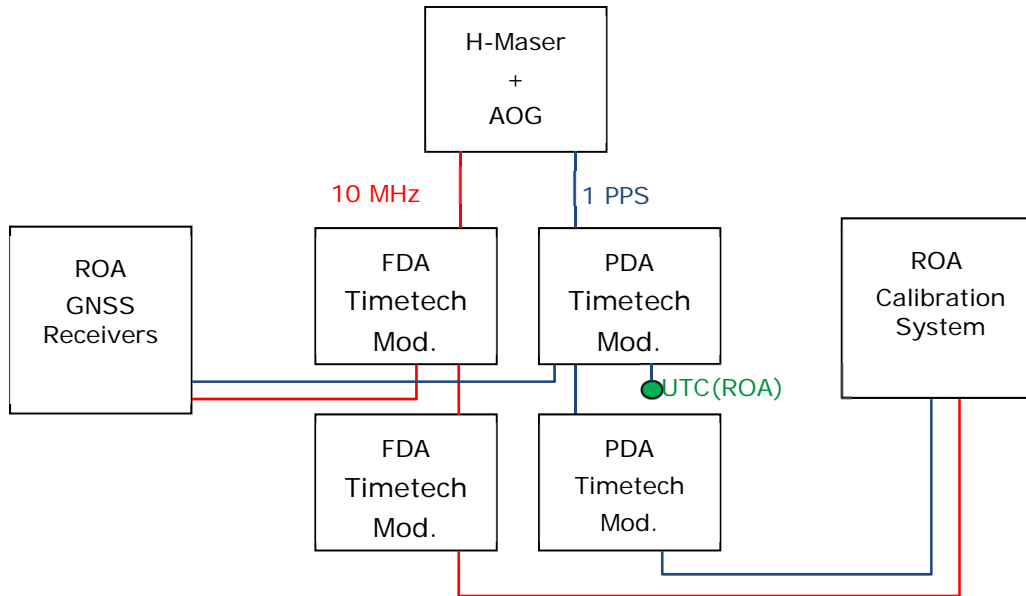 H-Maser
+
AOG
10 MHz
1 PPS
ROA
GNSS
Receivers
FDA
Timetech
Mod.
PDA
Timetech
Mod.
ROA
Calibration
System
UTC(ROA)
FDA
Timetech
Mod.
PDA
Timetech
Mod.